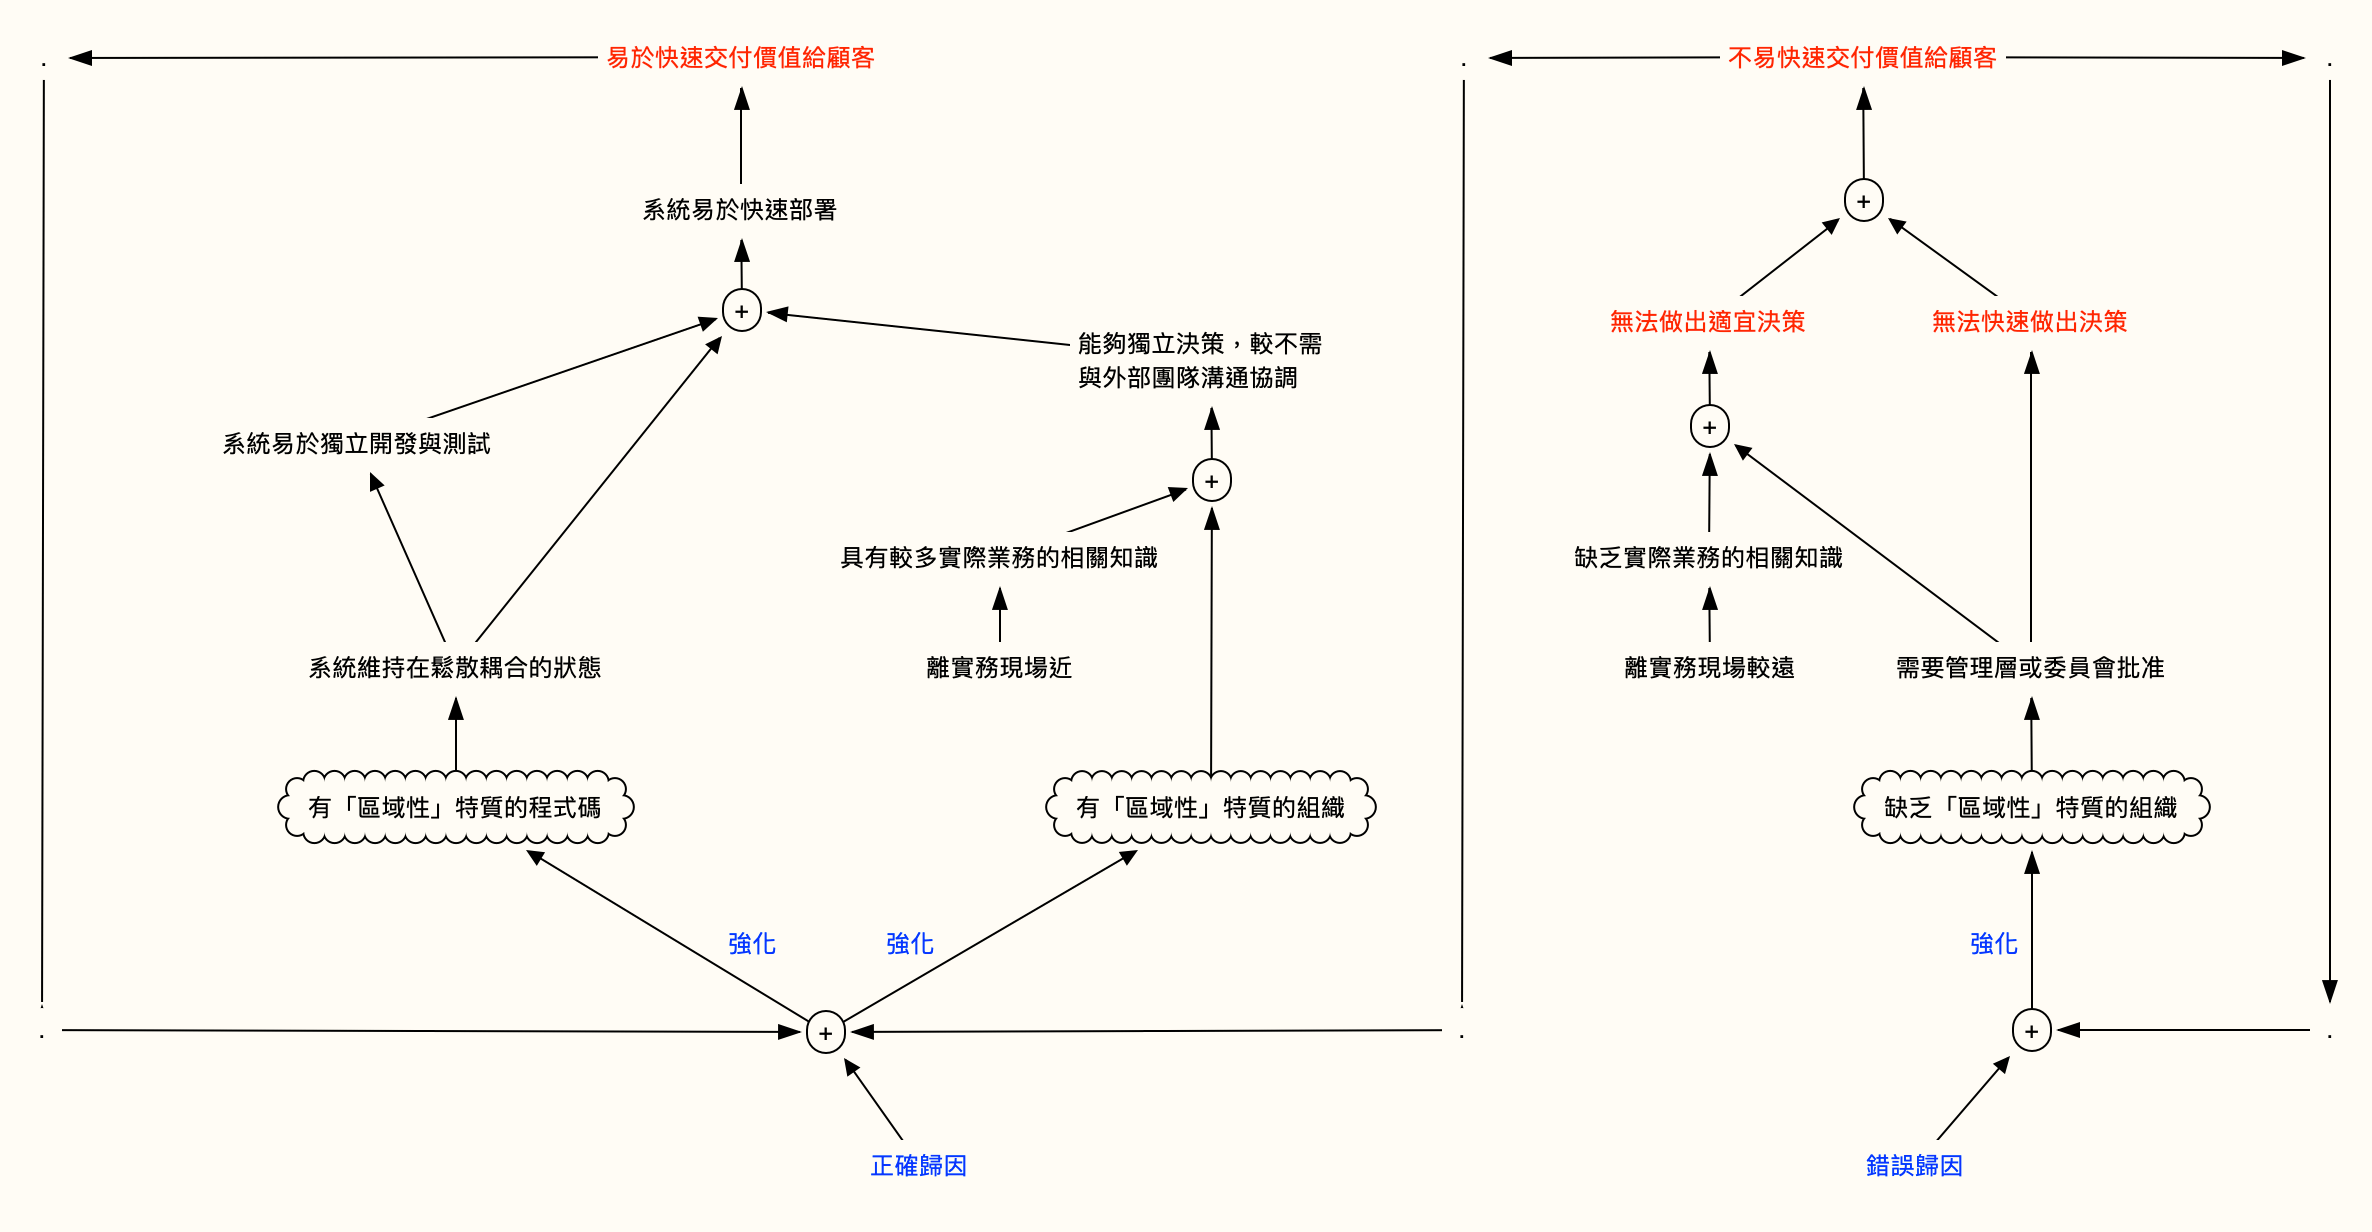 易於快速交付價值給顧客
不易快速交付價值給顧客
系統易於快速部署
+
+
無法做出適宜決策
無法快速做出決策
能夠獨立決策，較不需
與外部團隊溝通協調
系統易於獨立開發與測試
+
+
具有較多實際業務的相關知識
缺乏實際業務的相關知識
系統維持在鬆散耦合的狀態
離實務現場近
離實務現場較遠
需要管理層或委員會批准
有「區域性」特質的程式碼
有「區域性」特質的組織
缺乏「區域性」特質的組織
強化
強化
強化
+
+
正確歸因
錯誤歸因